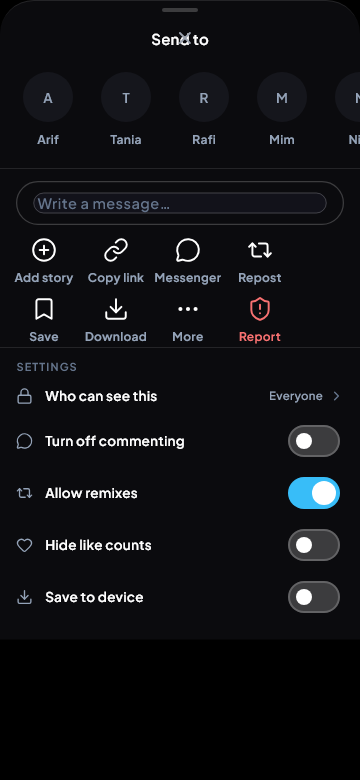 Send to
A T R M
Arif Tania Rafi Mim Ni
Write a message…
Add story Copy link Messenger Repost
Save Download More Report
SETTINGS
Who can see this Everyone
Turn off commenting
Allow remixes
Hide like counts
Save to device